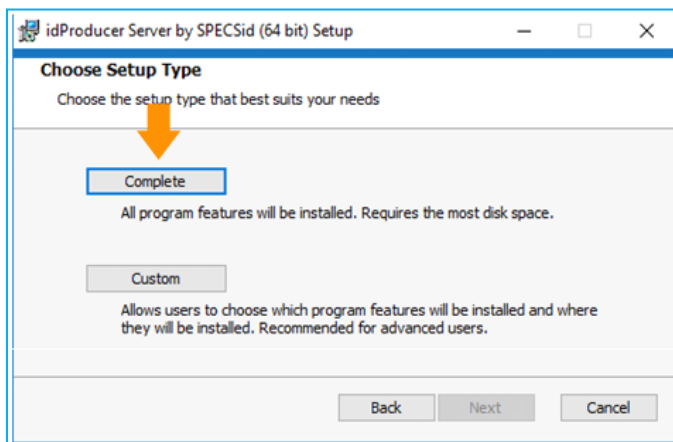 idProducer Server by SPECSid (64 bit) Setup
Choose Setup Type
Choose the setup type that best suits your needs
Complete
All program features will be installed. Requires the most disk space.
Custom
Allows users to choose which program features will be installed and where
they will be installed. Recommended for advanced users.
Back Next Cancel